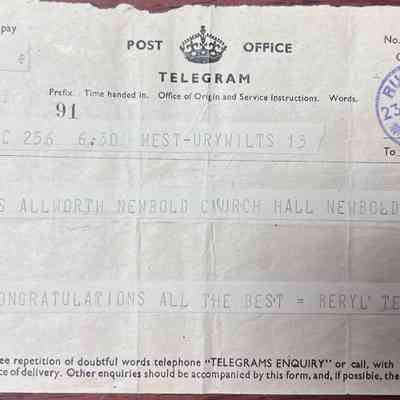 pay
No.
POST OFFICE
TELEGRAM
Prefix. Time handed in. Office of Origin and Service Instructions. Words.
91
RU
23
To
C 256 6:30 WEST-URYWILTS 13
S ALLWORTH NEWBOLD CHURCH HALL NEWBOLD
ONGRATULATIONS ALL THE BEST = BERYL TE
ee repetition of doubtful words telephone "TELEGRAMS ENQUIRY" or call, with
ce of delivery. Other enquiries should be accompanied by this form, and, if possible, the